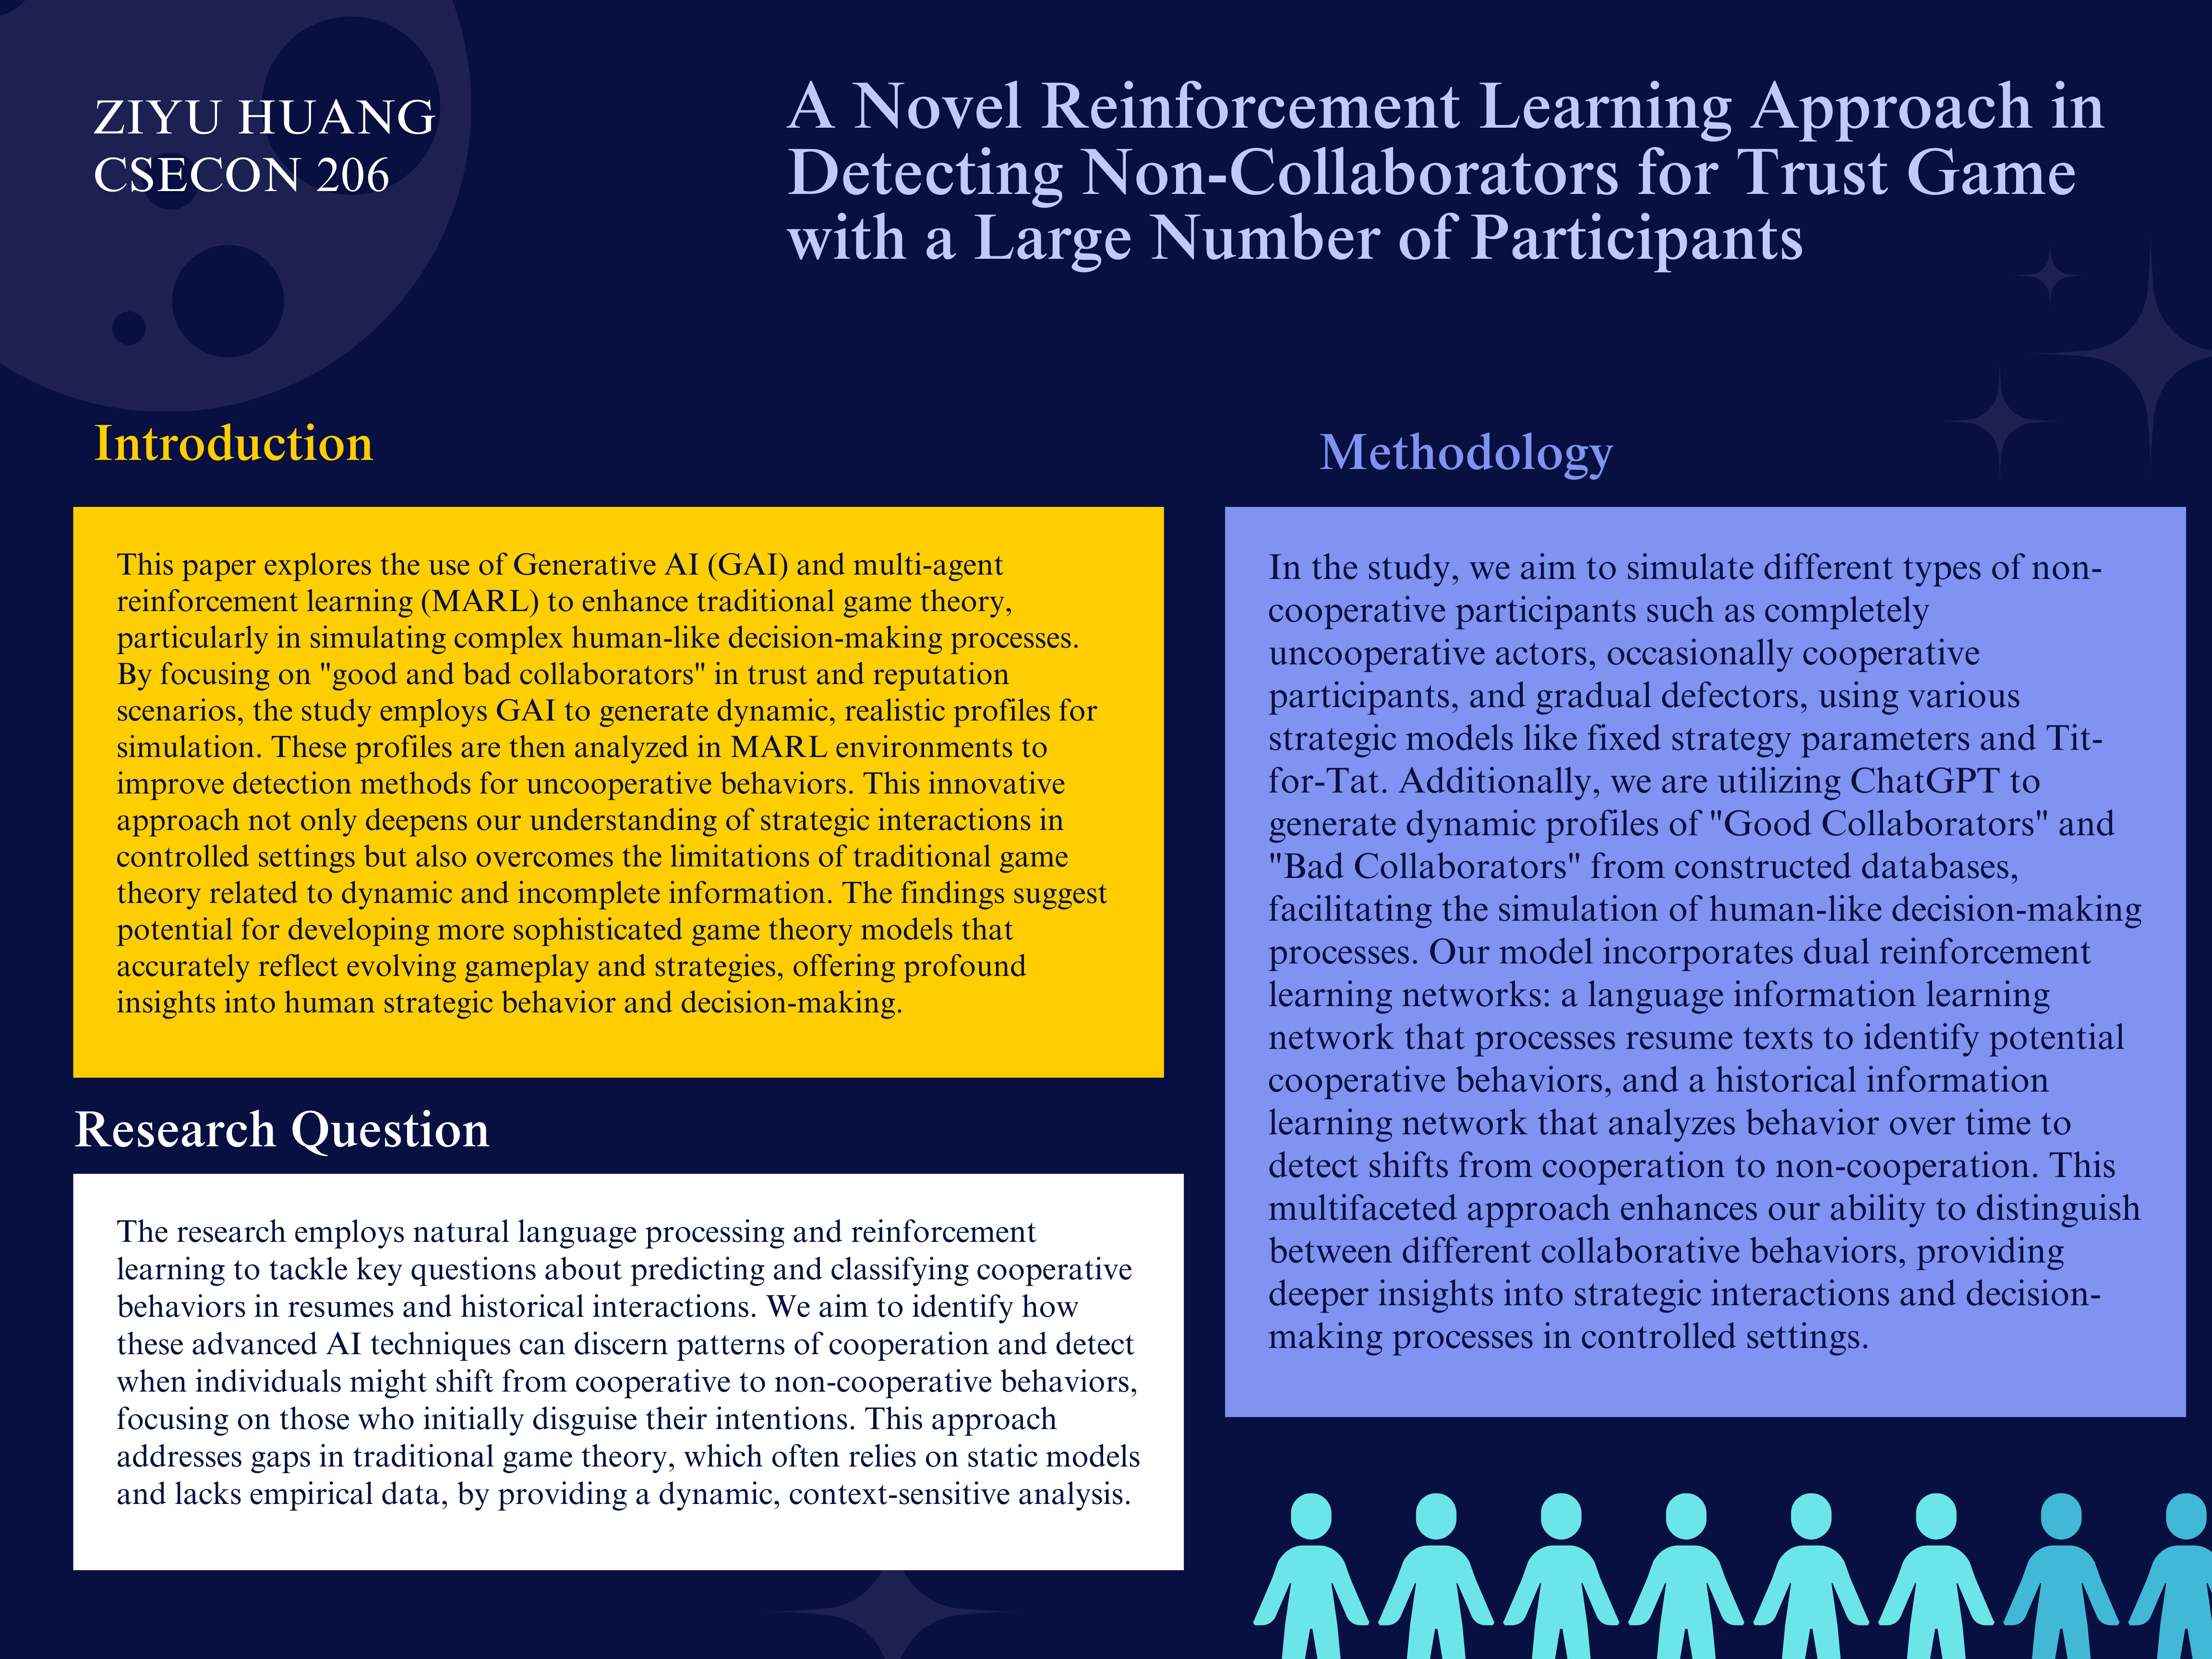 ZIYU HUANG
CSECON 206
A Novel Reinforcement Learning Approach in
Detecting Non-Collaborators for Trust Game
with a Large Number of Participants
Introduction
This paper explores the use of Generative AI (GAI) and multi-agent
reinforcement learning (MARL) to enhance traditional game theory,
particularly in simulating complex human-like decision-making processes.
By focusing on "good and bad collaborators" in trust and reputation
scenarios, the study employs GAI to generate dynamic, realistic profiles for
simulation. These profiles are then analyzed in MARL environments to
improve detection methods for uncooperative behaviors. This innovative
approach not only deepens our understanding of strategic interactions in
controlled settings but also overcomes the limitations of traditional game
theory related to dynamic and incomplete information. The findings suggest
potential for developing more sophisticated game theory models that
accurately reflect evolving gameplay and strategies, offering profound
insights into human strategic behavior and decision-making.
Research Question
The research employs natural language processing and reinforcement
learning to tackle key questions about predicting and classifying cooperative
behaviors in resumes and historical interactions. We aim to identify how
these advanced AI techniques can discern patterns of cooperation and detect
when individuals might shift from cooperative to non-cooperative behaviors,
focusing on those who initially disguise their intentions. This approach
addresses gaps in traditional game theory, which often relies on static models
and lacks empirical data, by providing a dynamic, context-sensitive analysis.
Methodology
In the study, we aim to simulate different types of non-
cooperative participants such as completely
uncooperative actors, occasionally cooperative
participants, and gradual defectors, using various
strategic models like fixed strategy parameters and Tit-
for-Tat. Additionally, we are utilizing ChatGPT to
generate dynamic profiles of "Good Collaborators" and
"Bad Collaborators" from constructed databases,
facilitating the simulation of human-like decision-making
processes. Our model incorporates dual reinforcement
learning networks: a language information learning
network that processes resume texts to identify potential
cooperative behaviors, and a historical information
learning network that analyzes behavior over time to
detect shifts from cooperation to non-cooperation. This
multifaceted approach enhances our ability to distinguish
between different collaborative behaviors, providing
deeper insights into strategic interactions and decision-
making processes in controlled settings.